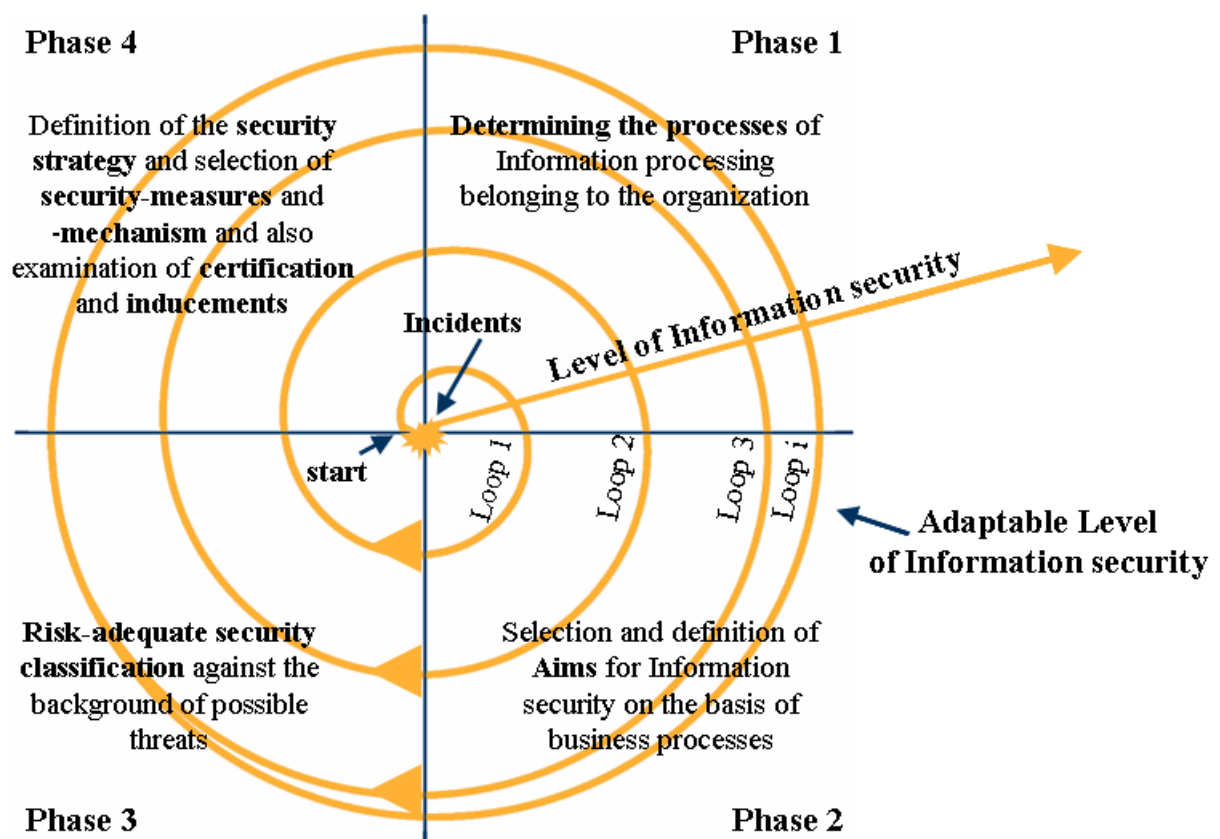 Phase 4
Phase 1
Definition of the security
strategy and selection of
security-measures and
-mechanism and also
examination of certification
and inducements
Determining the processes of
Information processing
belonging to the organization
Incidents
Level of Information security
start
Loop 1
Loop 2
Loop 3
Loop i
Adaptable Level
of Information security
Risk-adequate security
classification against the
background of possible
threats
Selection and definition of
Aims for Information
security on the basis of
business processes
Phase 3
Phase 2